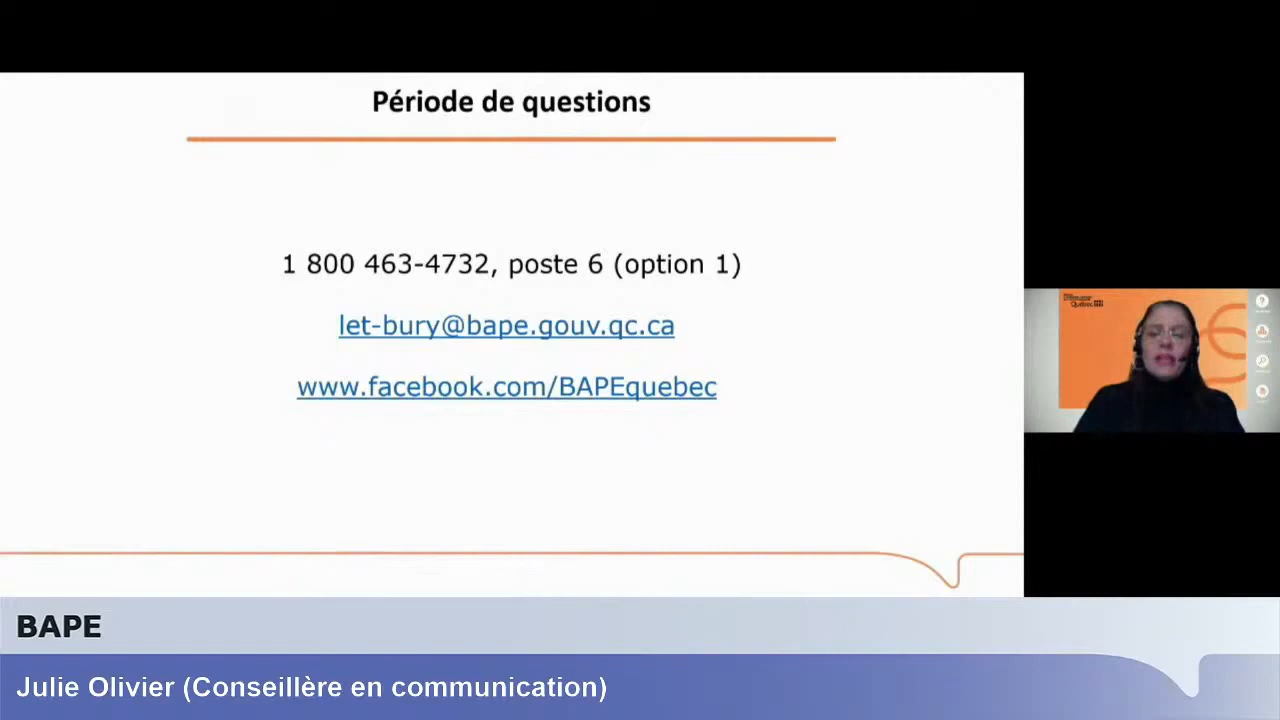 Période de questions
1 800 463-4732, poste 6 (option 1)
let-bury@bape.gouv.qc.ca
www.facebook.com/BAPEquebec
Québec
BAPE
Julie Olivier (Conseillère en communication)